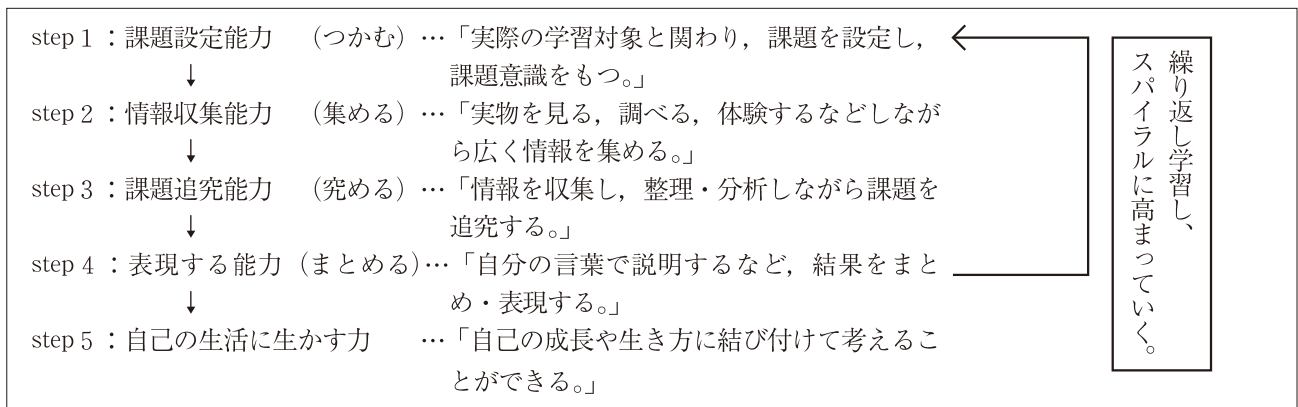 step 1：課題設定能力　（つかむ）…「実際の学習対象と関わり，課題を設定し，
課題意識をもつ。」
↓
step 2：情報収集能力　（集める）…「実物を見る，調べる，体験するなどしなが
ら広く情報を集める。」
↓
step 3：課題追究能力　（究める）…「情報を収集し，整理・分析しながら課題を
追究する。」
↓
step 4：表現する能力（まとめる）…「自分の言葉で説明するなど，結果をまと
め・表現する。」
↓
step 5：自己の生活に生かす力　…「自己の成長や生き方に結び付けて考えるこ
とができる。」
繰り返し学習し、
スパイラルに高まっていく。